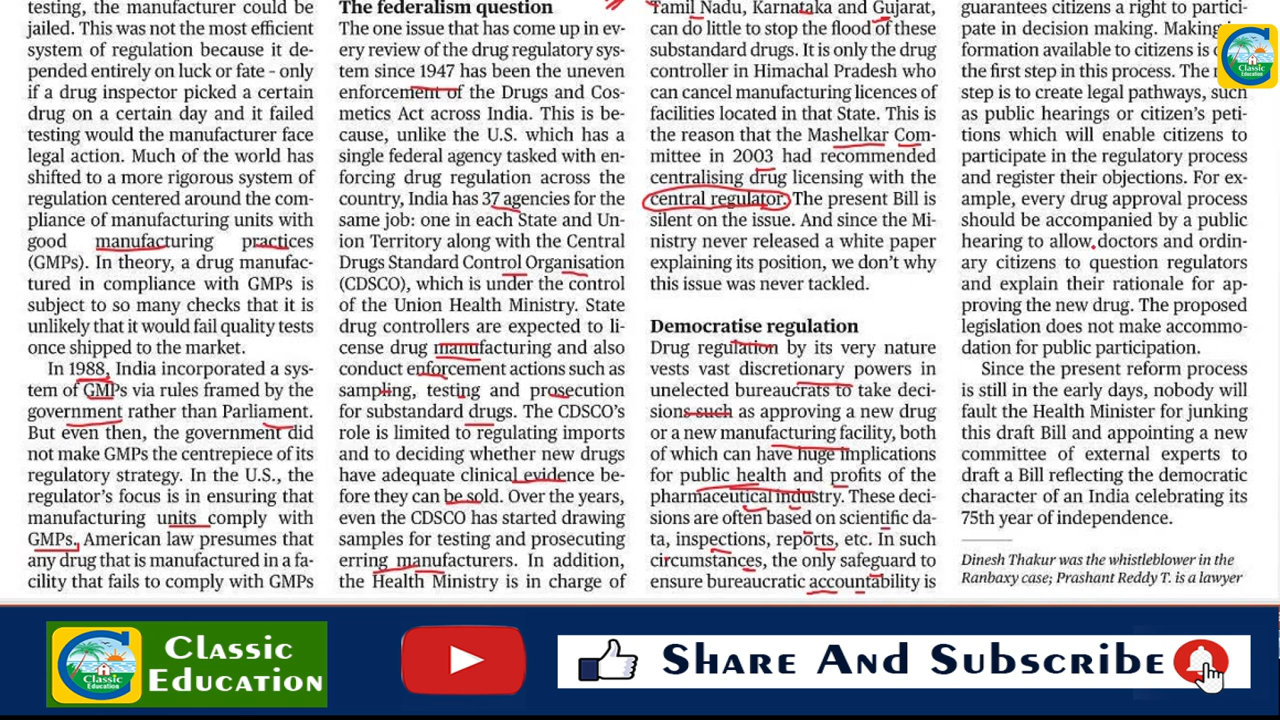 testing, the manufacturer could be
jailed. This was not the most efficient
system of regulation because it de-
pended entirely on luck or fate – only
if a drug inspector picked a certain
drug on a certain day and it failed
testing would the manufacturer face
legal action. Much of the world has
shifted to a more rigorous system of
regulation centered around the com-
pliance of manufacturing units with
good manufacturing practices
(GMPs). In theory, a drug manufac-
tured in compliance with GMPs is
subject to so many checks that it is
unlikely that it would fail quality tests
once shipped to the market.
In 1988, India incorporated a sys-
tem of GMPs via rules framed by the
government rather than Parliament.
But even then, the government did
not make GMPs the centrepiece of its
regulatory strategy. In the U.S., the
regulator's focus is in ensuring that
manufacturing units comply with
GMPs. American law presumes that
any drug that is manufactured in a fa-
cility that fails to comply with GMPs
The federalism question
The one issue that has come up in ev-
ery review of the drug regulatory sys-
tem since 1947 has been the uneven
enforcement of the Drugs and Cos-
metics Act across India. This is be-
cause, unlike the U.S. which has a
single federal agency tasked with en-
forcing drug regulation across the
country, India has 37 agencies for the
same job: one in each State and Un-
ion Territory along with the Central
Drugs Standard Control Organisation
(CDSCO), which is under the control
of the Union Health Ministry. State
drug controllers are expected to li-
cense drug manufacturing and also
conduct enforcement actions such as
sampling, testing and prosecution
for substandard drugs. The CDSCO's
role is limited to regulating imports
and to deciding whether new drugs
have adequate clinical evidence be-
fore they can be sold. Over the years,
even the CDSCO has started drawing
samples for testing and prosecuting
erring manufacturers. In addition,
the Health Ministry is in charge of
Tamil Nadu, Karnataka and Gujarat,
can do little to stop the flood of these
substandard drugs. It is only the drug
controller in Himachal Pradesh who
can cancel manufacturing licences of
facilities located in that State. This is
the reason that the Mashelkar Com-
mittee in 2003 had recommended
centralising drug licensing with the
central regulator. The present Bill is
silent on the issue. And since the Mi-
nistry never released a white paper
explaining its position, we don't why
this issue was never tackled.
Democratise regulation
Drug regulation by its very nature
vests vast discretionary powers in
unelected bureaucrats to take deci-
sions such as approving a new drug
or a new manufacturing facility, both
of which can have huge implications
for public health and profits of the
pharmaceutical industry. These deci-
sions are often based on scientific da-
ta, inspections, reports, etc. In such
circumstances, the only safeguard to
ensure bureaucratic accountability is
guarantees citizens a right to partici-
pate in decision making. Making
formation available to citizens is
the first step in this process. The
step is to create legal pathways, such
as public hearings or citizen's peti-
tions which will enable citizens to
participate in the regulatory process
and register their objections. For ex-
ample, every drug approval process
should be accompanied by a public
hearing to allow doctors and ordin-
ary citizens to question regulators
and explain their rationale for ap-
proving the new drug. The proposed
legislation does not make accommo-
dation for public participation.
Since the present reform process
is still in the early days, nobody will
fault the Health Minister for junking
this draft Bill and appointing a new
committee of external experts to
draft a Bill reflecting the democratic
character of an India celebrating its
75th year of independence.
Dinesh Thakur was the whistleblower in the
Ranbaxy case; Prashant Reddy T. is a lawyer
Classic
Education
Classic
Education
Classic
Education
Share And Subscribe